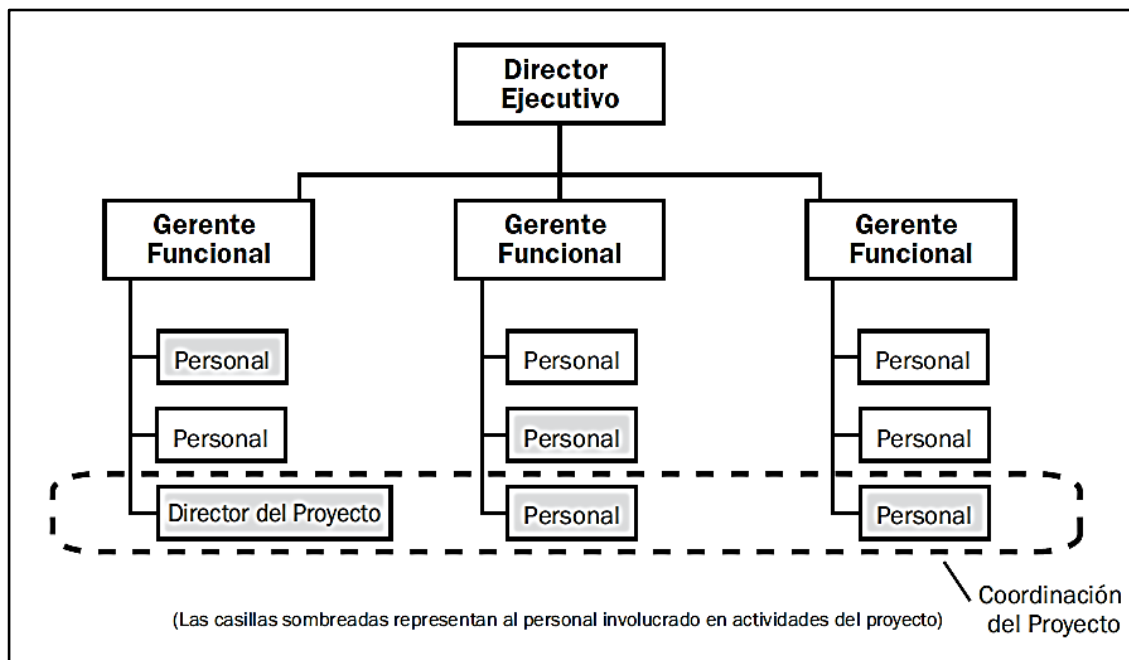 Director
Ejecutivo
Gerente
Funcional
Gerente
Funcional
Gerente
Funcional
Personal
Personal
Personal
Personal
Personal
Personal
Director del Proyecto
Personal
Personal
Coordinación
del Proyecto
(Las casillas sombreadas representan al personal involucrado en actividades del proyecto)